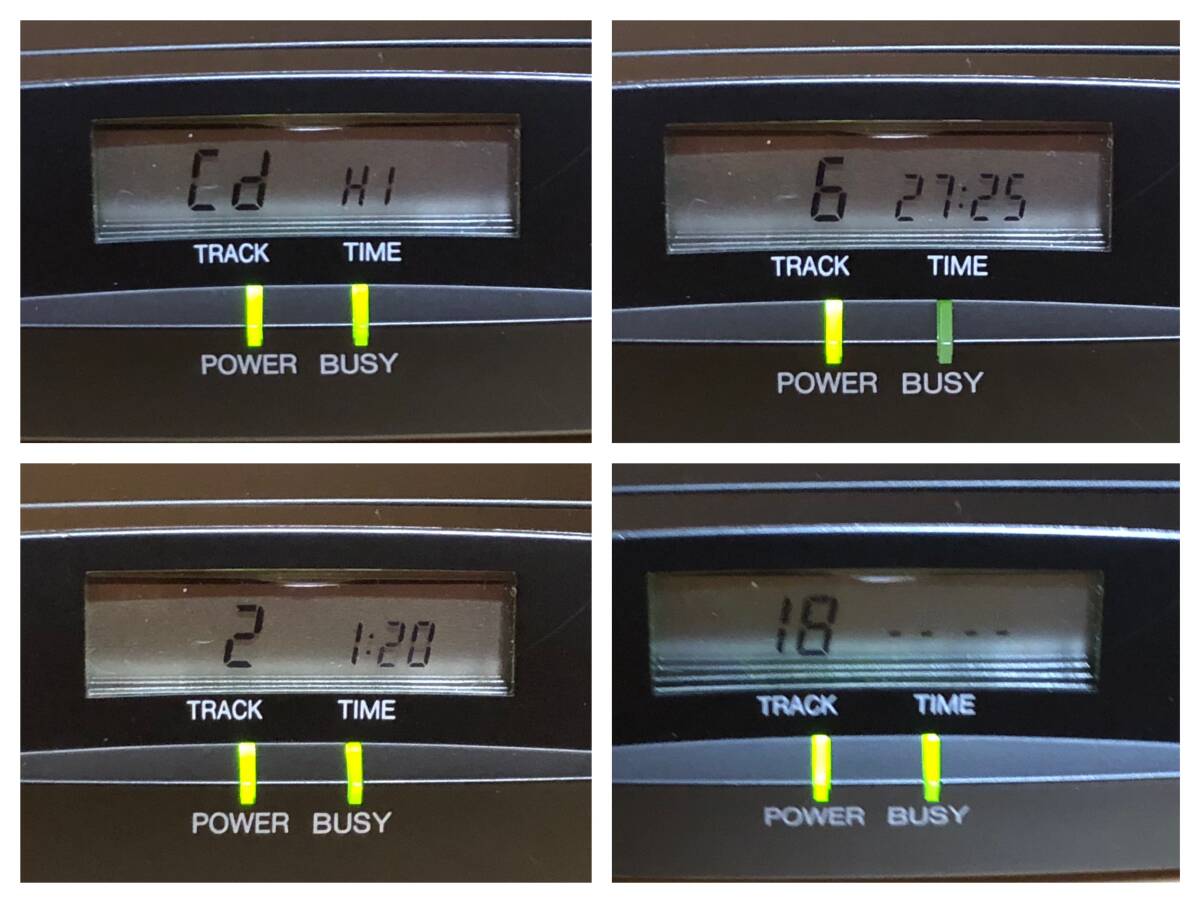 Cd HI
TRACK TIME
POWER BUSY
6 27:25
TRACK TIME
POWER BUSY
2 1:20
TRACK TIME
POWER BUSY
18 ----
TRACK TIME
POWER BUSY